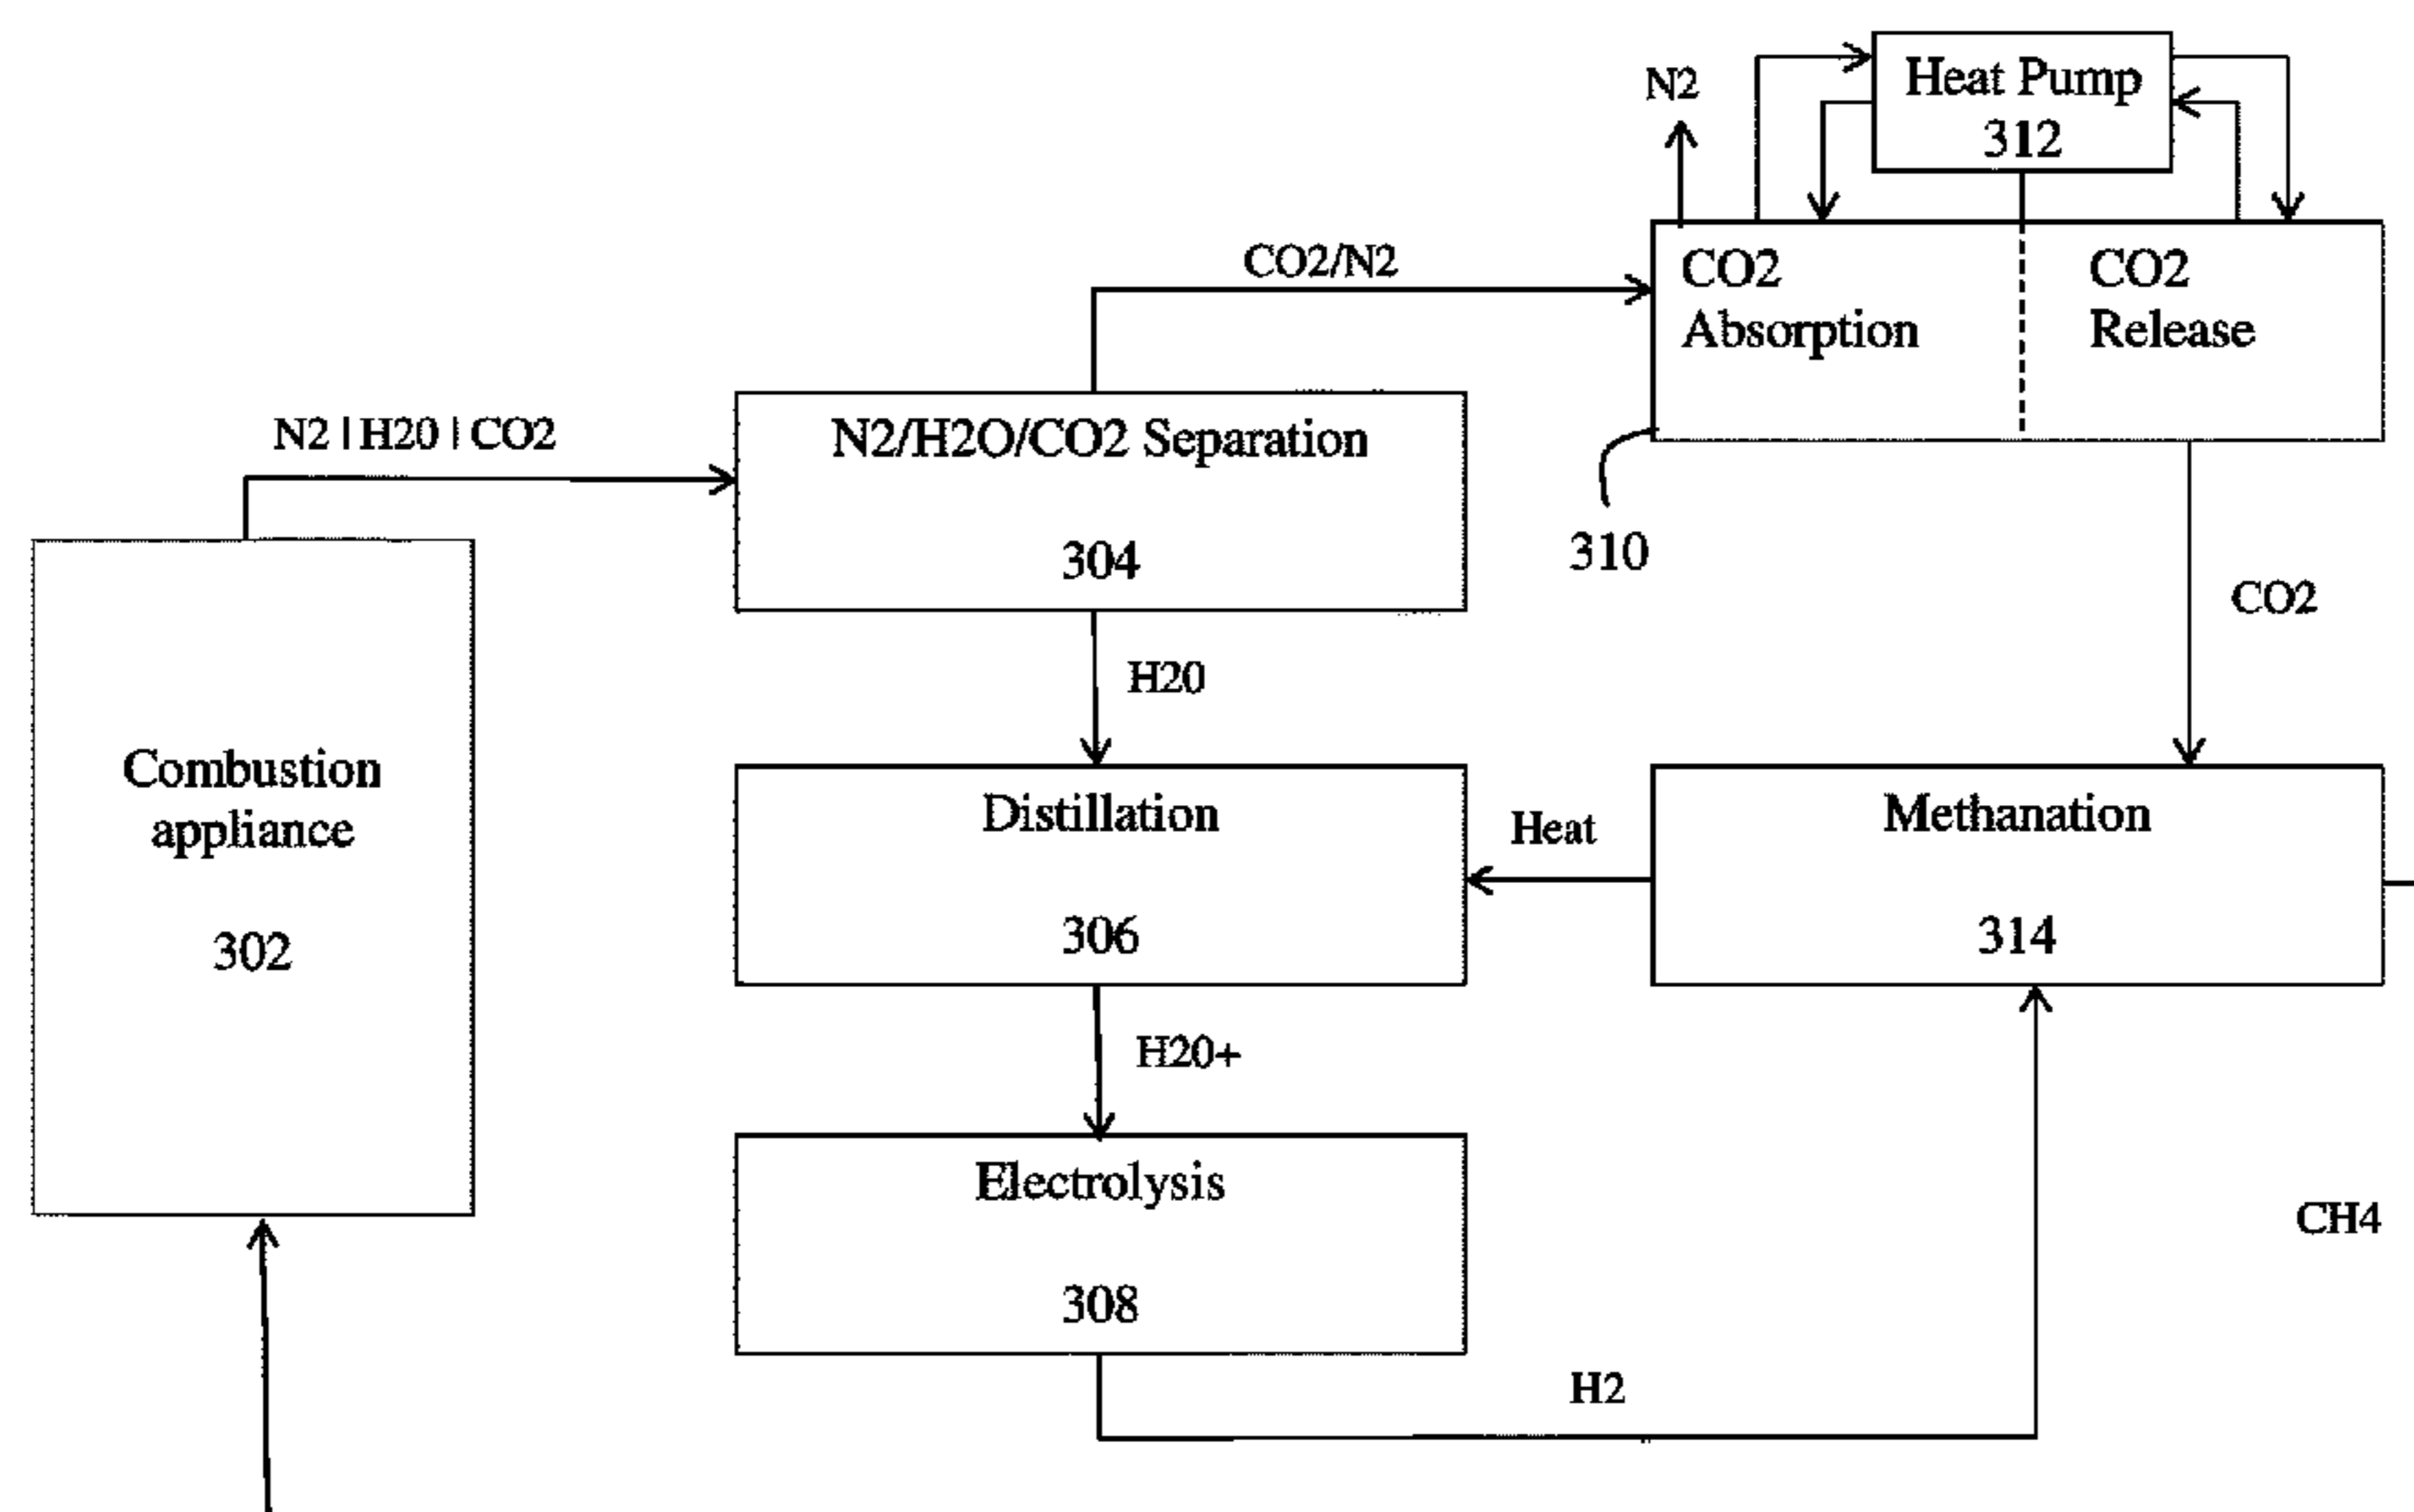 Heat Pump
312
N2
CO2/N2
CO2
Absorption
CO2
Release
N2 | H20 | CO2
N2/H2O/CO2 Separation
304
310
CO2
H20
Combustion
appliance
302
Distillation
306
Heat
Methanation
314
H20+
Electrolysis
308
CH4
H2